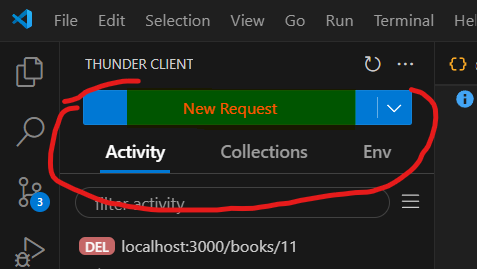 File Edit Selection View Go Run Terminal
THUNDER CLIENT
New Request
Activity Collections Env
filter activity
3
DEL localhost:3000/books/11